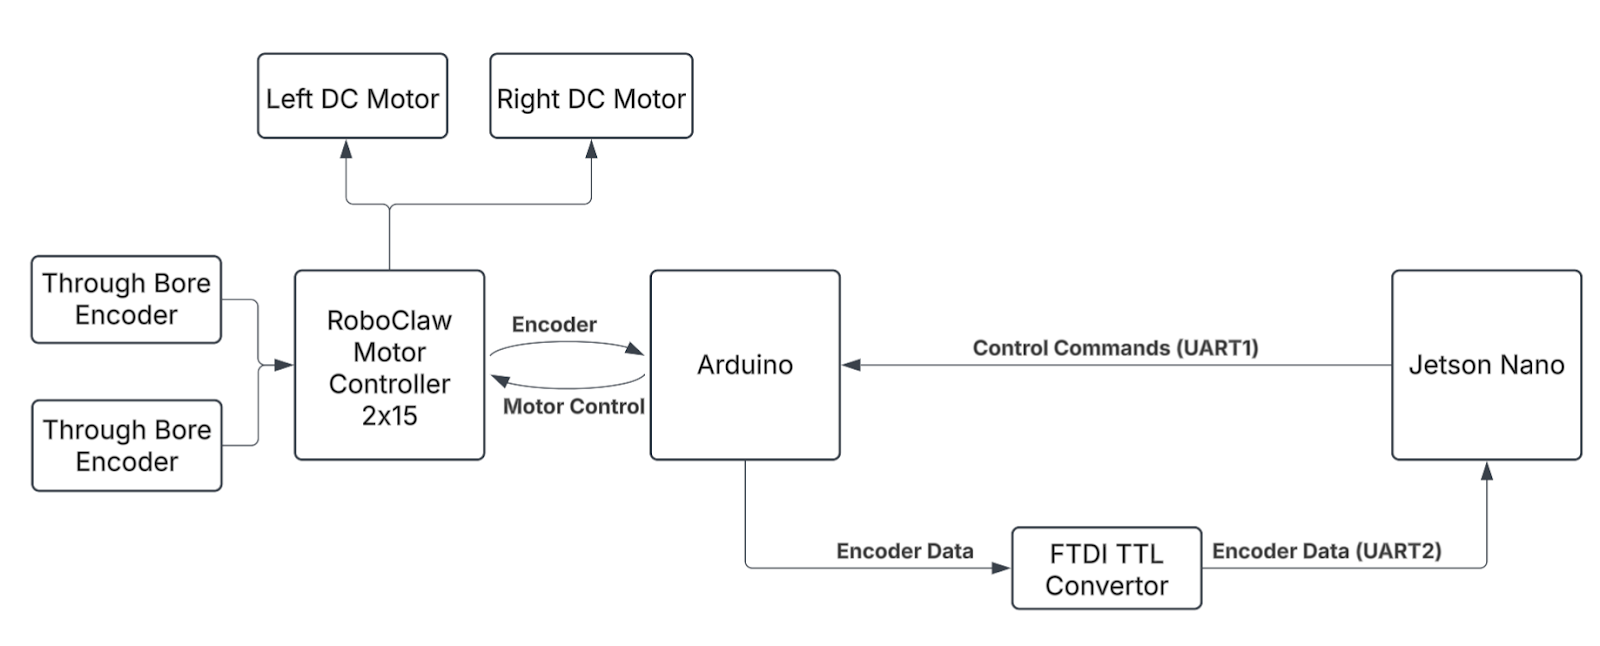 Left DC Motor
Right DC Motor
Through Bore
Encoder
Through Bore
Encoder
RoboClaw
Motor
Controller
2x15
Encoder
Motor Control
Arduino
Control Commands (UART1)
Jetson Nano
Encoder Data
FTDI TTL
Convertor
Encoder Data (UART2)